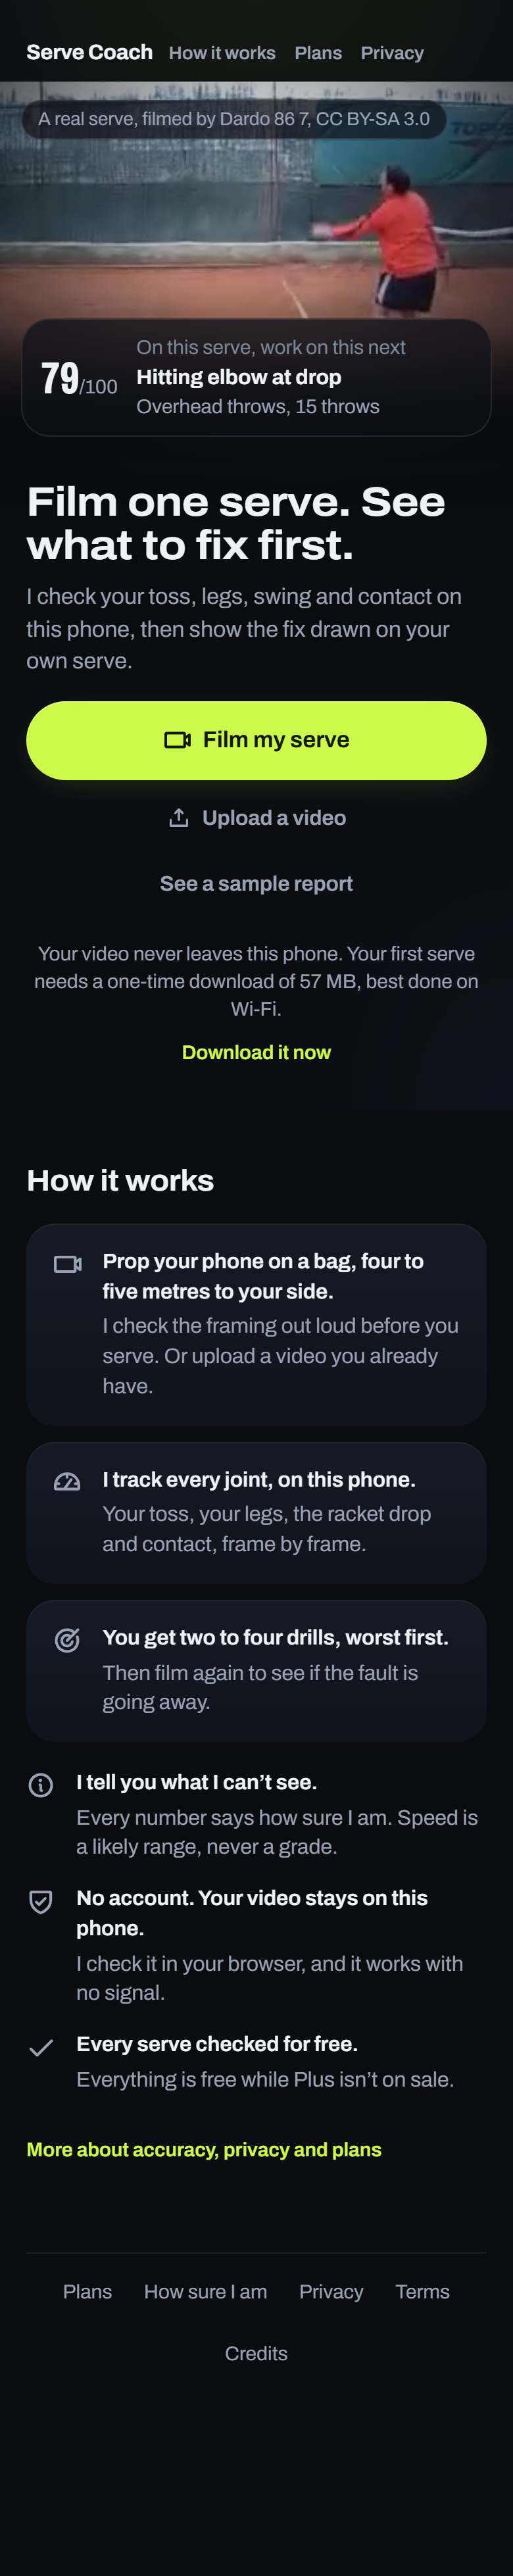 Serve Coach How it works Plans Privacy
A real serve, filmed by Dardo 86 7, CC BY-SA 3.0
On this serve, work on this next
79/100 Hitting elbow at drop
Overhead throws, 15 throws
Film one serve. See
what to fix first.
I check your toss, legs, swing and contact on
this phone, then show the fix drawn on your
own serve.
Film my serve
Upload a video
See a sample report
Your video never leaves this phone. Your first serve
needs a one-time download of 57 MB, best done on
Wi-Fi.
Download it now
How it works
Prop your phone on a bag, four to
five metres to your side.
I check the framing out loud before you
serve. Or upload a video you already
have.
I track every joint, on this phone.
Your toss, your legs, the racket drop
and contact, frame by frame.
You get two to four drills, worst first.
Then film again to see if the fault is
going away.
I tell you what I can’t see.
Every number says how sure I am. Speed is
a likely range, never a grade.
No account. Your video stays on this
phone.
I check it in your browser, and it works with
no signal.
Every serve checked for free.
Everything is free while Plus isn’t on sale.
More about accuracy, privacy and plans
Plans How sure I am Privacy Terms
Credits